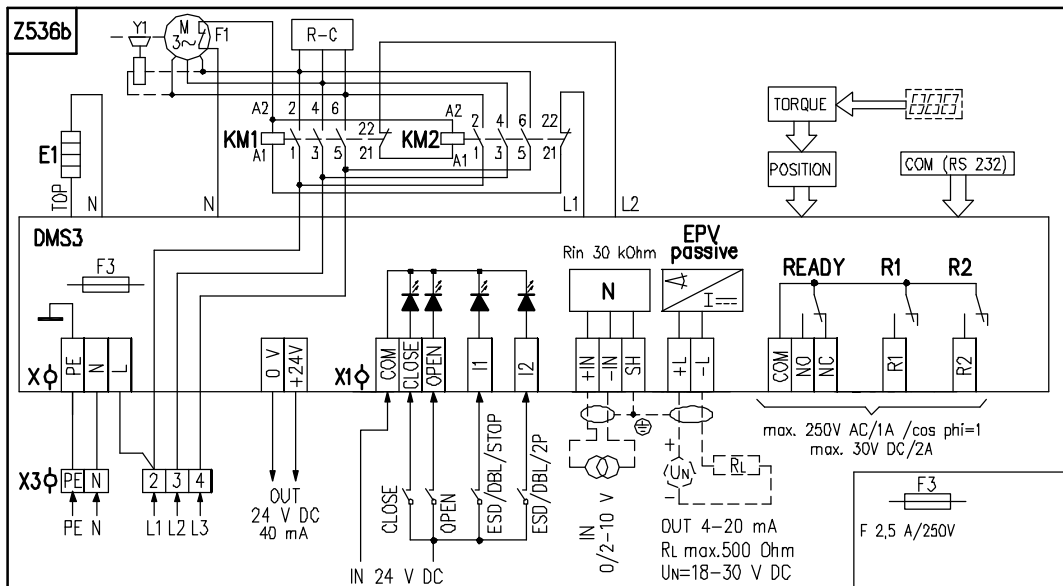 Z536b
Y1
M
3~
F1
R-C
A2 2 4 6
22
KM1
A1 1 3 5
21
A2 2 4 6
22
KM2
A1 1 3 5
21
TORQUE
POSITION
COM (RS 232)
E1
TOP
N
N
L1
L2
DMS3
F3
Rin 30 kOhm
N
EPV
passive
I
READY R1 R2
X
PE
N
L
0 V
+24V
X1
COM
CLOSE
OPEN
I1
I2
+IN
-IN
SH
+L
-L
COM
NO
NC
R1
R2
max. 250V AC/1A /cos phi=1
max. 30V DC/2A
X3
PE
N
2 3 4
PE N
L1 L2 L3
OUT
24 V DC
40 mA
CLOSE
OPEN
ESD/DBL/STOP
ESD/DBL/2P
IN 24 V DC
IN
0/2-10 V
+
UN
-
RL
OUT 4-20 mA
RL max.500 Ohm
UN=18-30 V DC
F3
F 2,5 A/250V